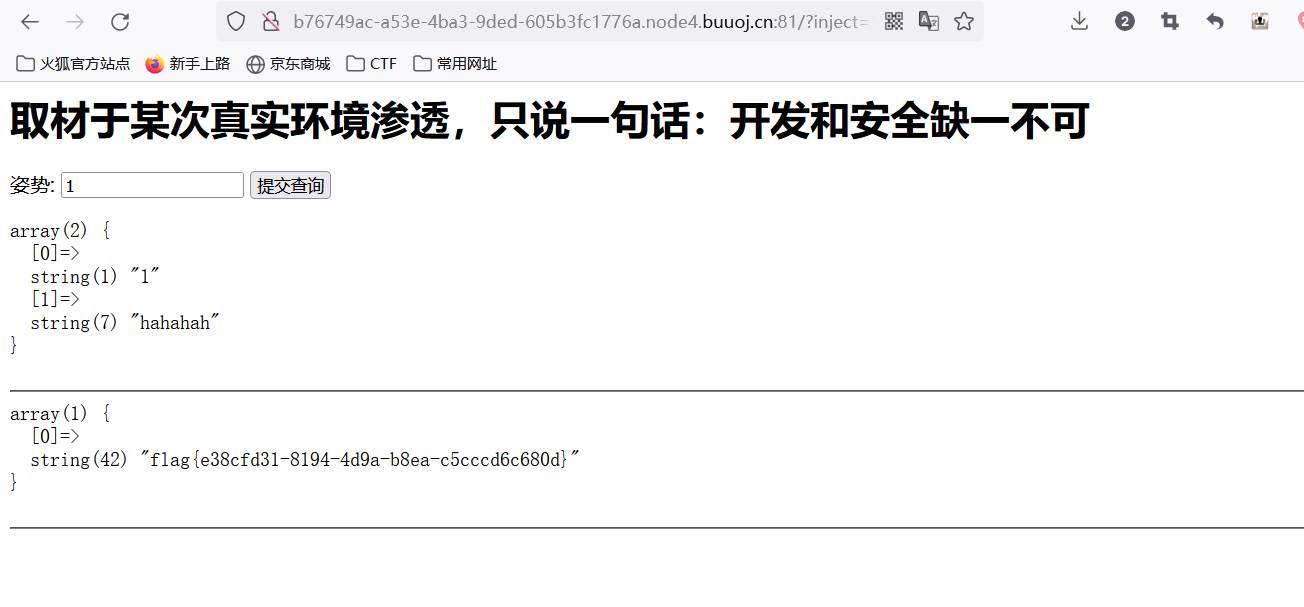 b76749ac-a53e-4ba3-9ded-605b3fc1776a.node4.buuoj.cn:81/?inject=
2
火狐官方站点 新手上路 京东商城 CTF 常用网址
取材于某次真实环境渗透，只说一句话：开发和安全缺一不可
姿势: 1 提交查询
array(2) {
  [0]=>
  string(1) "1"
  [1]=>
  string(7) "hahahah"
}
array(1) {
  [0]=>
  string(42) "flag{e38cfd31-8194-4d9a-b8ea-c5cccd6c680d}"
}